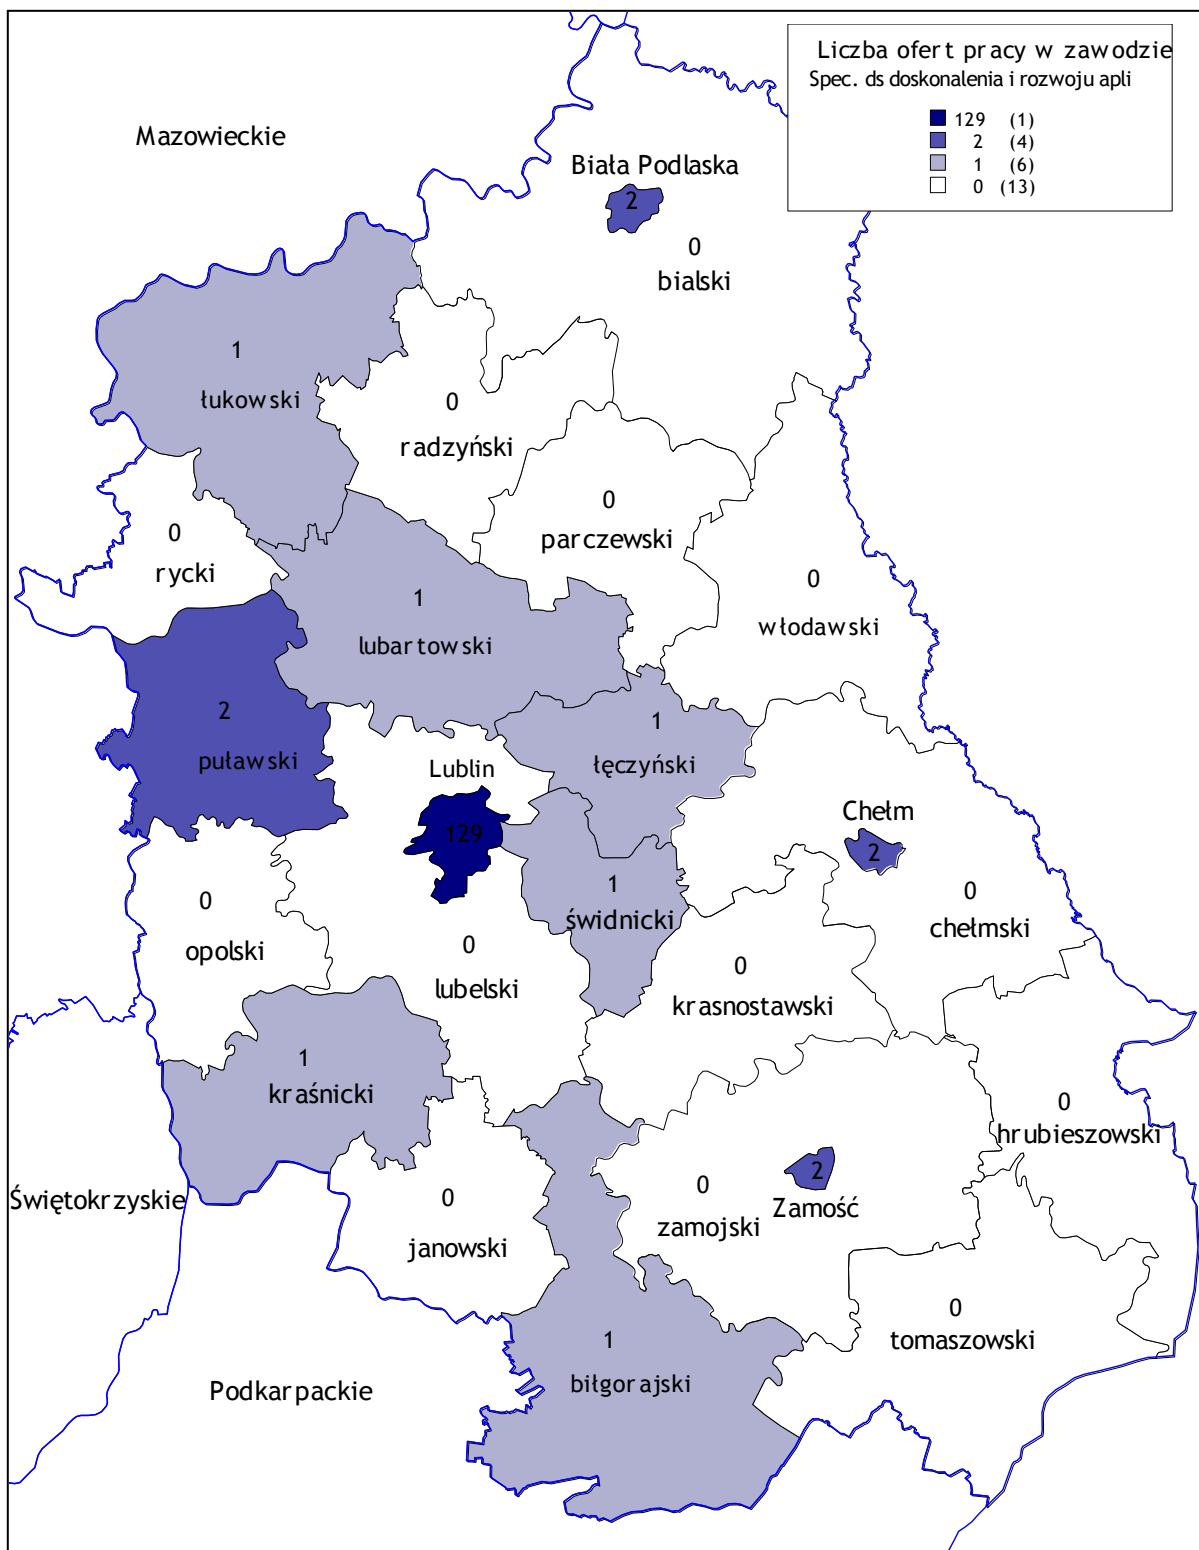 Liczba ofert pracy w zawodzie
Spec. ds doskonalenia i rozwoju apli
129 (1)
2 (4)
1 (6)
0 (13)
Mazowieckie
Biała Podlaska
2
0
bialski
1
łukowski
0
radzyński
0
parczewski
0
rycki
0
włodawski
1
lubartowski
2
puławski
1
łęczyński
Lublin
129
Chełm
2
0
chełmski
1
świdnicki
0
opolski
0
lubelski
0
krasnostawski
1
kraśnicki
0
hrubieszowski
2
Zamość
0
zamojski
Świętokrzyskie
0
janowski
0
tomaszowski
1
biłgorajski
Podkarpackie